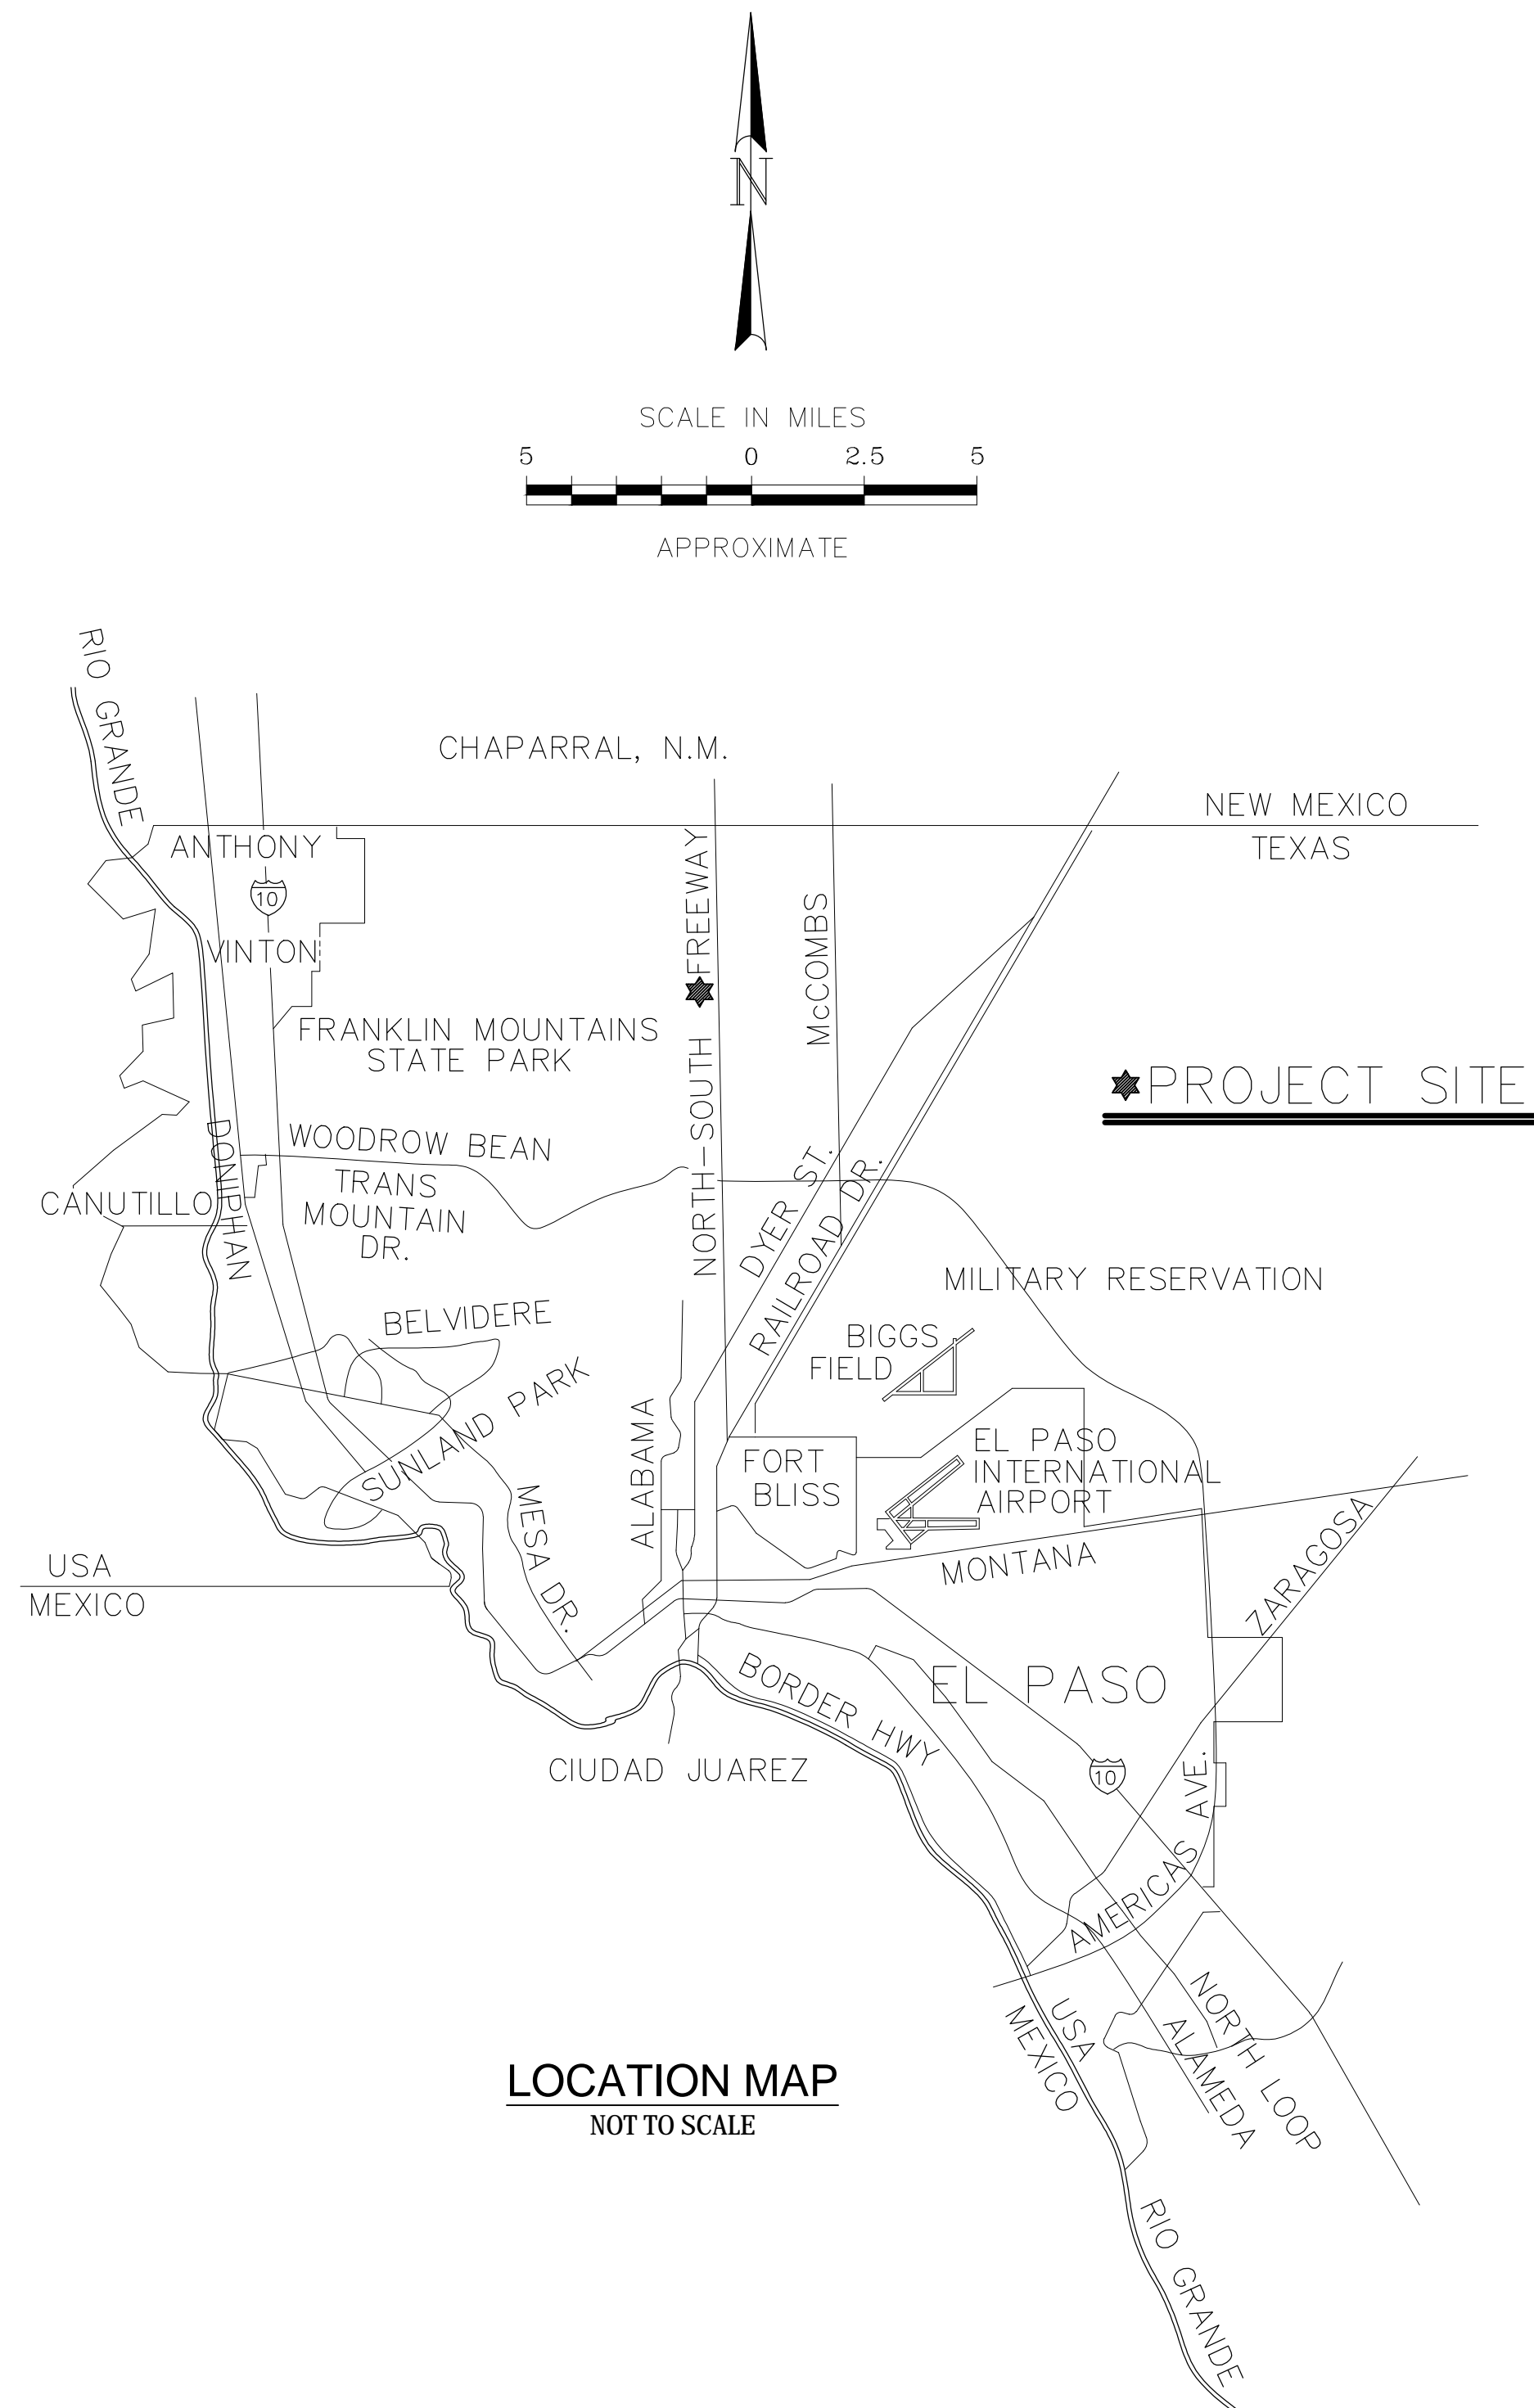 N
SCALE IN MILES
5 0 2.5 5
APPROXIMATE
RIO GRANDE
CHAPARRAL, N.M.
NEW MEXICO
TEXAS
ANTHONY
10
VINTON
NORTH-SOUTH FREEWAY
McCOMBS
FRANKLIN MOUNTAINS
STATE PARK
PROJECT SITE
DONIPHAN
WOODROW BEAN
TRANS
MOUNTAIN
DR.
CANUTILLO
DYER ST.
RAILROAD DR.
MILITARY RESERVATION
BELVIDERE
BIGGS
FIELD
SUNLAND PARK
ALABAMA
FORT
BLISS
EL PASO
INTERNATIONAL
AIRPORT
MESA DR.
MONTANA
ZARAGOSA
USA
MEXICO
BORDER HWY
EL PASO
CIUDAD JUAREZ
10
AMERICAS AVE.
USA
MEXICO
NORTH LOOP
ALAMEDA
LOCATION MAP
NOT TO SCALE
RIO GRANDE